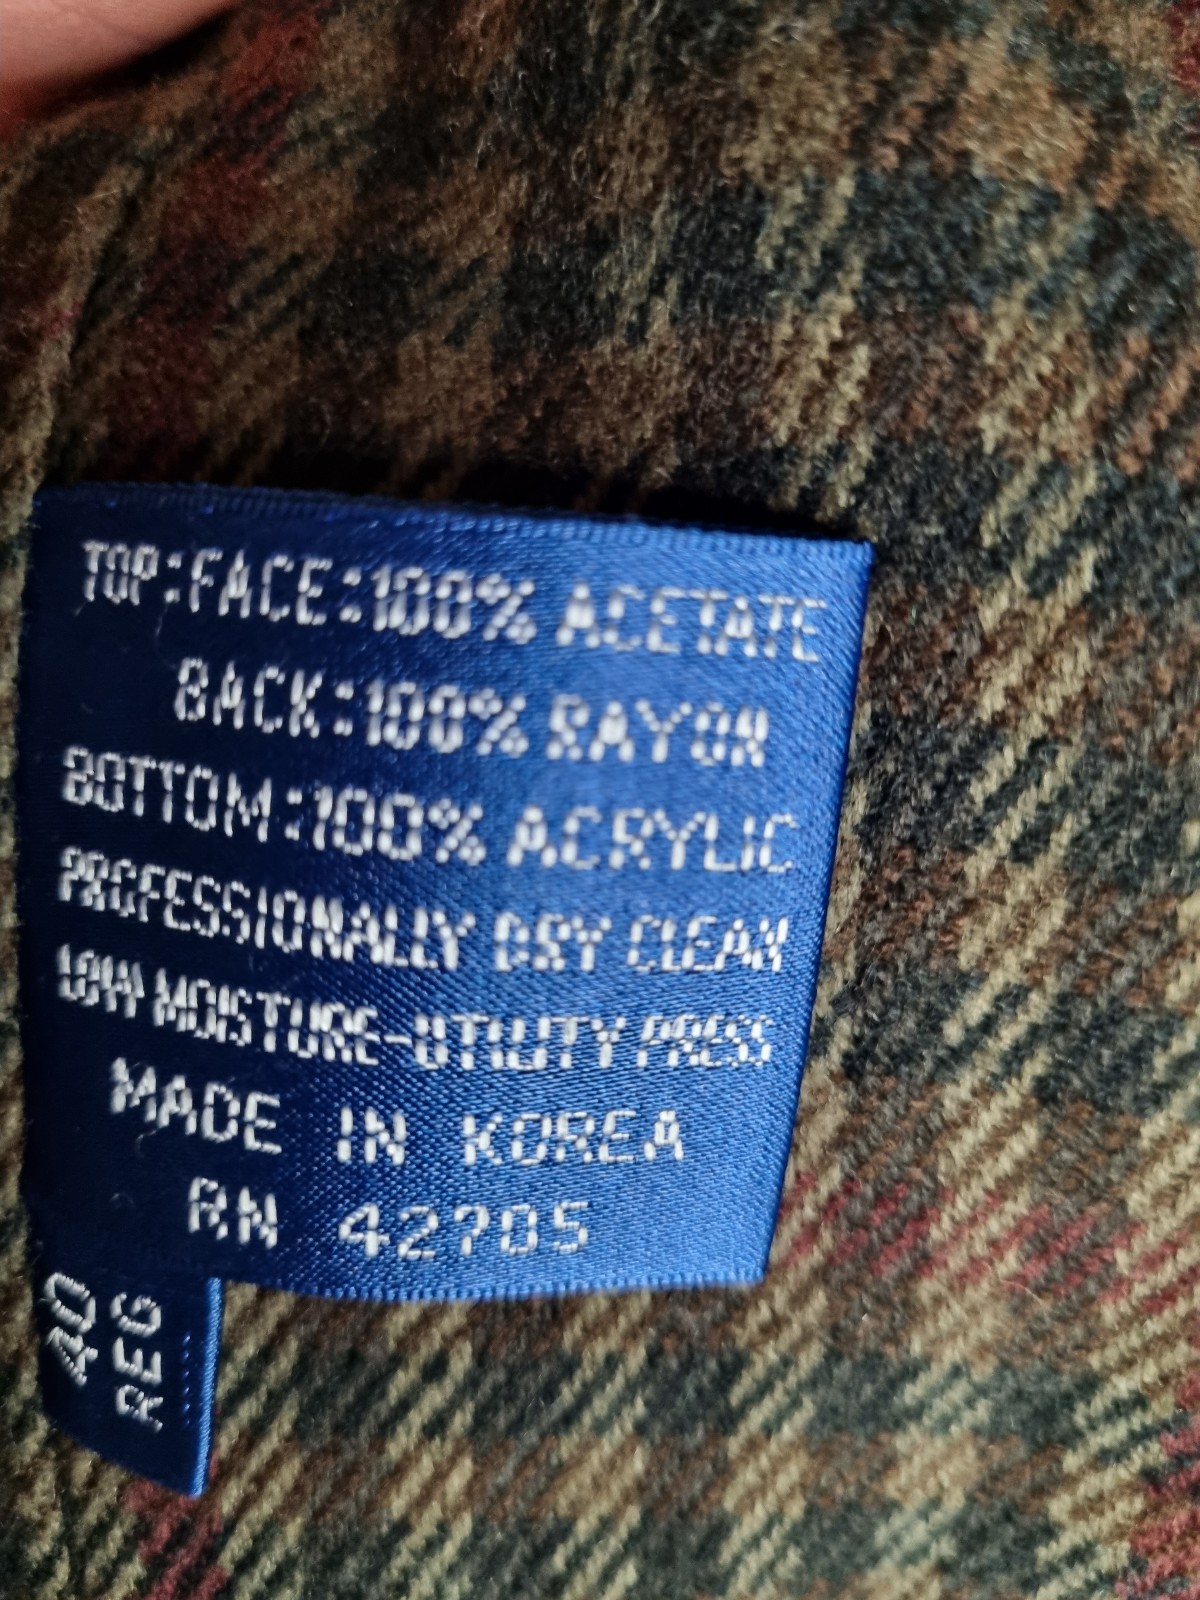 TOP:FACE:100% ACETATE
BACK:100% RAYON
BOTTOM:100% ACRYLIC
PROFESSIONALLY DRY CLEAN
LOW MOISTURE-UTILITY PRESS
MADE IN KOREA
RN 42705
40
REG